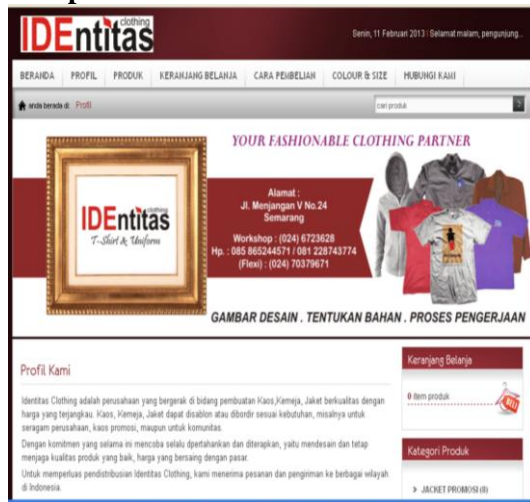 IDEntitas
clothing
Senin, 11 Februari 2013 | Selamat malam, pengunjung...
BERANDA PROFIL PRODUK KERANJANG BELANJA CARA PEMBELIAN COLOUR & SIZE HUBUNGI KAMI
anda berada di: Profil
cari produk
YOUR FASHIONABLE CLOTHING PARTNER
IDEntitas
clothing
T-Shirt & Uniform
Alamat :
Jl. Menjangan V No.24
Semarang
Workshop : (024) 6723628
Hp. : 085 865244571 / 081 228743774
(Flexi) : (024) 70379671
GAMBAR DESAIN . TENTUKAN BAHAN . PROSES PENGERJAAN
Profil Kami
Identitas Clothing adalah perusahaan yang bergerak di bidang pembuatan Kaos,Kemeja, Jaket berkualitas dengan
harga yang terjangkau. Kaos, Kemeja, Jaket dapat disablon atau dibordir sesuai kebutuhan, misalnya untuk
seragam perusahaan, kaos promosi, maupun untuk komunitas.
Dengan komitmen yang selama ini mencoba selalu dpertahankan dan diterapkan, yaitu mendesain dan tetap
menjaga kualitas produk yang baik, harga yang bersaing dengan pasar.
Untuk memperluas pendistribusian Identitas Clothing, kami menerima pesanan dan pengiriman ke berbagai wilayah
di Indonesia.
Keranjang Belanja
0 item produk
BELI
Kategori Produk
> JACKET PROMOSI (8)